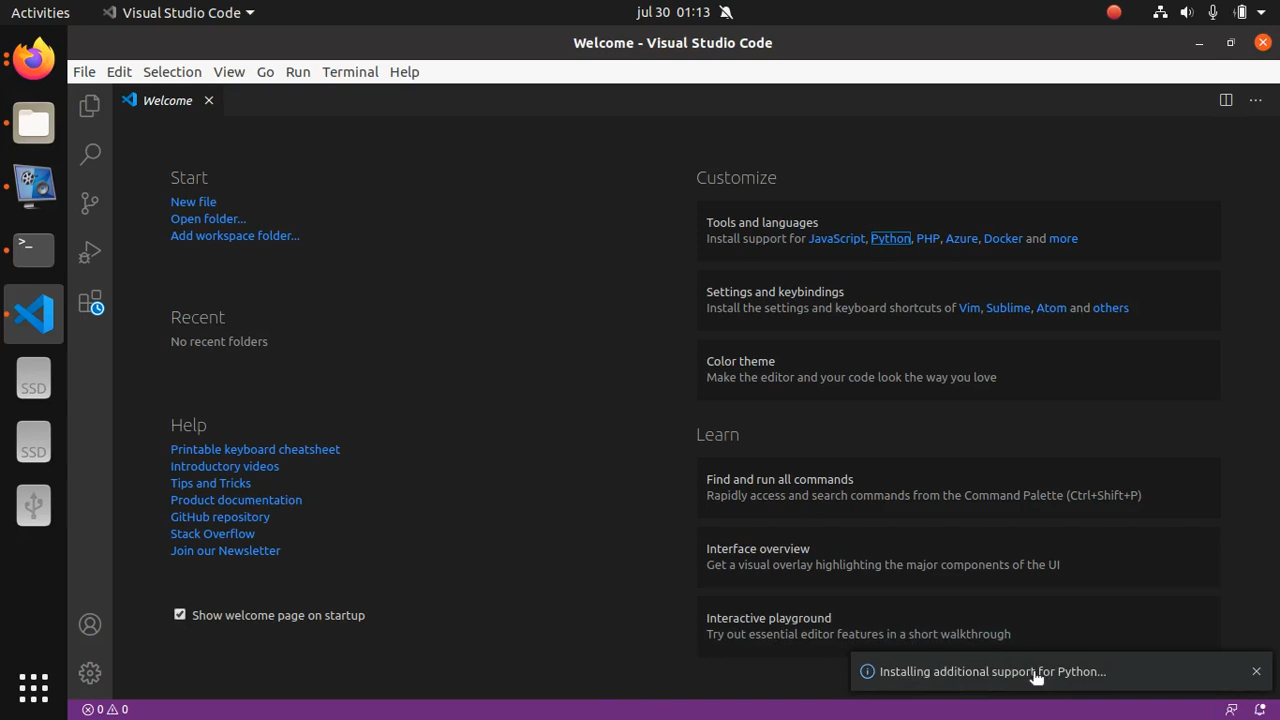 Activities
Visual Studio Code
jul 30 01:13
Welcome - Visual Studio Code
File Edit Selection View Go Run Terminal Help
Welcome
Start
New file
Open folder...
Add workspace folder...
Recent
No recent folders
Help
Printable keyboard cheatsheet
Introductory videos
Tips and Tricks
Product documentation
GitHub repository
Stack Overflow
Join our Newsletter
Show welcome page on startup
Customize
Tools and languages
Install support for JavaScript, Python, PHP, Azure, Docker and more
Settings and keybindings
Install the settings and keyboard shortcuts of Vim, Sublime, Atom and others
Color theme
Make the editor and your code look the way you love
Learn
Find and run all commands
Rapidly access and search commands from the Command Palette (Ctrl+Shift+P)
Interface overview
Get a visual overlay highlighting the major components of the UI
Interactive playground
Try out essential editor features in a short walkthrough
Installing additional support for Python...
>_
SSD
SSD
0 0